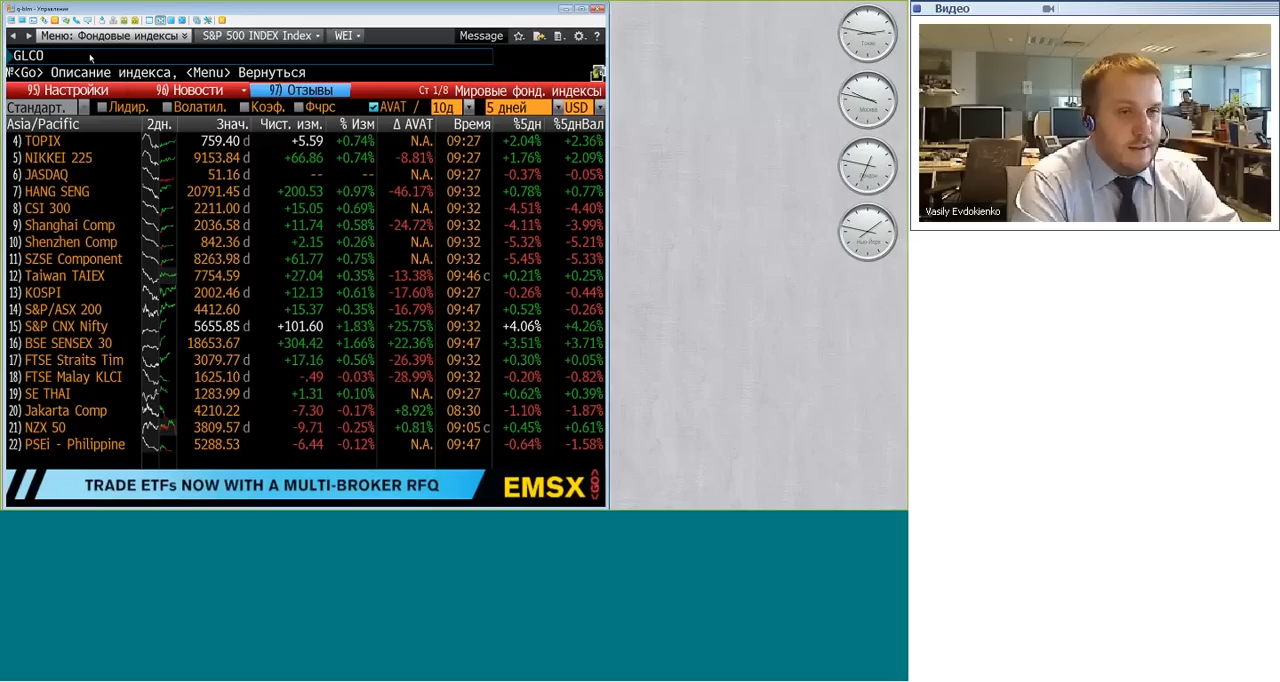 q-blm - Управление
Меню: Фондовые индексы
S&P 500 INDEX Index
WEI
Message
?
GLCO
№<Go> Описание индекса, <Menu> Вернуться
95) Настройки
96) Новости
97) Отзывы
Ст 1/8 Мировые фонд. индексы
Стандарт. Лидир. Волатил. Коэф. Фчрс AVAT / 10д 5 дней USD
Asia/Pacific 2дн. Знач. Чист. изм. % Изм Δ AVAT Время %5дн %5днВал
4) TOPIX 759.40 d +5.59 +0.74% N.A. 09:27 +2.04% +2.36%
5) NIKKEI 225 9153.84 d +66.86 +0.74% -8.81% 09:27 +1.76% +2.09%
6) JASDAQ 51.16 d -- -- N.A. 09:27 -0.37% -0.05%
7) HANG SENG 20791.45 d +200.53 +0.97% -46.17% 09:32 +0.78% +0.77%
8) CSI 300 2211.00 d +15.05 +0.69% N.A. 09:32 -4.51% -4.40%
9) Shanghai Comp 2036.58 d +11.74 +0.58% -24.72% 09:32 -4.11% -3.99%
10) Shenzhen Comp 842.36 d +2.15 +0.26% N.A. 09:32 -5.32% -5.21%
11) SZSE Component 8263.98 d +61.77 +0.75% N.A. 09:32 -5.45% -5.33%
12) Taiwan TAIEX 7754.59 +27.04 +0.35% -13.38% 09:46 c +0.21% +0.25%
13) KOSPI 2002.46 d +12.13 +0.61% -17.60% 09:27 -0.26% -0.44%
14) S&P/ASX 200 4412.60 +15.37 +0.35% -16.79% 09:47 +0.52% -0.26%
15) S&P CNX Nifty 5655.85 d +101.60 +1.83% +25.75% 09:32 +4.06% +4.26%
16) BSE SENSEX 30 18653.67 +304.42 +1.66% +22.36% 09:47 +3.51% +3.71%
17) FTSE Straits Tim 3079.77 d +17.16 +0.56% -26.39% 09:32 +0.30% +0.05%
18) FTSE Malay KLCI 1625.10 d -.49 -0.03% -28.99% 09:32 -0.20% -0.82%
19) SE THAI 1283.99 d +1.31 +0.10% N.A. 09:27 +0.62% +0.39%
20) Jakarta Comp 4210.22 -7.30 -0.17% +8.92% 08:30 -1.10% -1.87%
21) NZX 50 3809.57 d -9.71 -0.25% +0.81% 09:05 c +0.45% +0.61%
22) PSEi - Philippine 5288.53 -6.44 -0.12% N.A. 09:47 -0.64% -1.58%
TRADE ETFs NOW WITH A MULTI-BROKER RFQ
EMSX
<GO>
Токио
Москва
Лондон
Нью-Йорк
Видео
Vasily Evdokienko